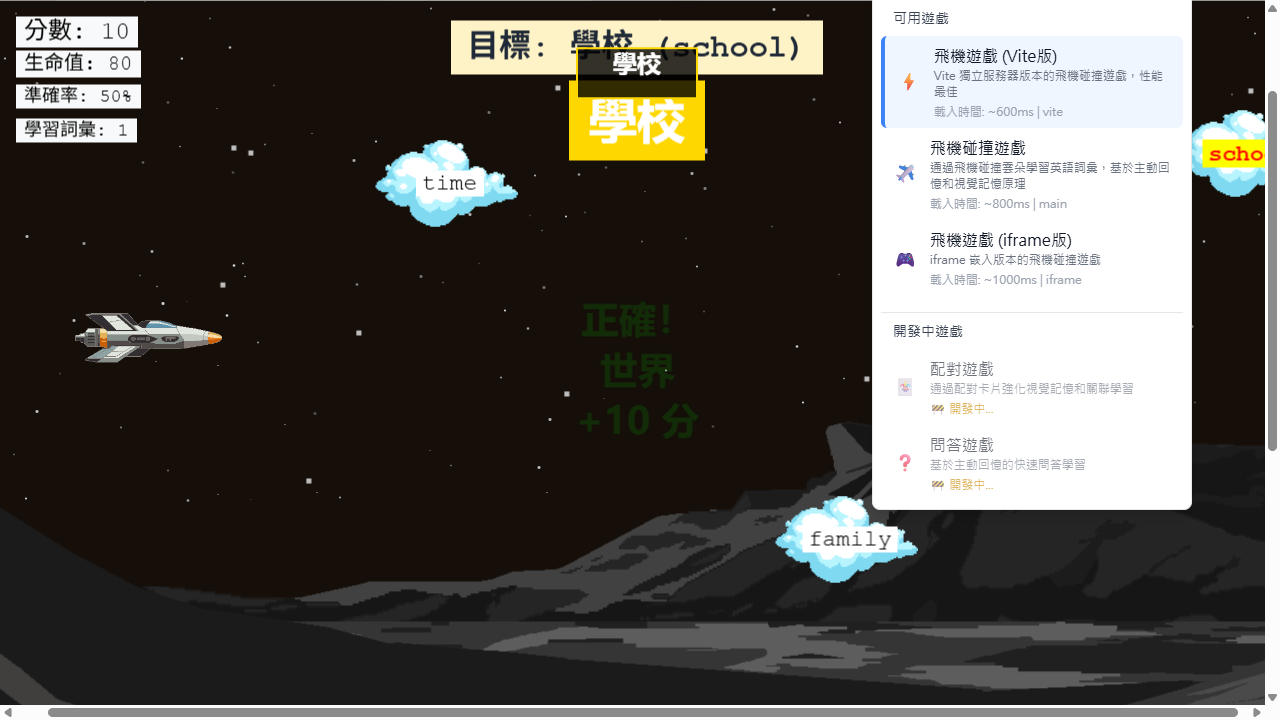 分數: 10
生命值: 80
準確率: 50%
學習詞彙: 1
目標: 學校 (school)
學校
學校
time
正確!
世界
+10 分
family
可用遊戲
飛機遊戲 (Vite版)
Vite 獨立服務器版本的飛機碰撞遊戲，性能
最佳
載入時間: ~600ms | vite
飛機碰撞遊戲
通過飛機碰撞雲朵學習英語詞彙，基於主動回
憶和視覺記憶原理
載入時間: ~800ms | main
飛機遊戲 (iframe版)
iframe 嵌入版本的飛機碰撞遊戲
載入時間: ~1000ms | iframe
開發中遊戲
配對遊戲
通過配對卡片強化視覺記憶和關聯學習
開發中...
問答遊戲
基於主動回憶的快速問答學習
開發中...
scho